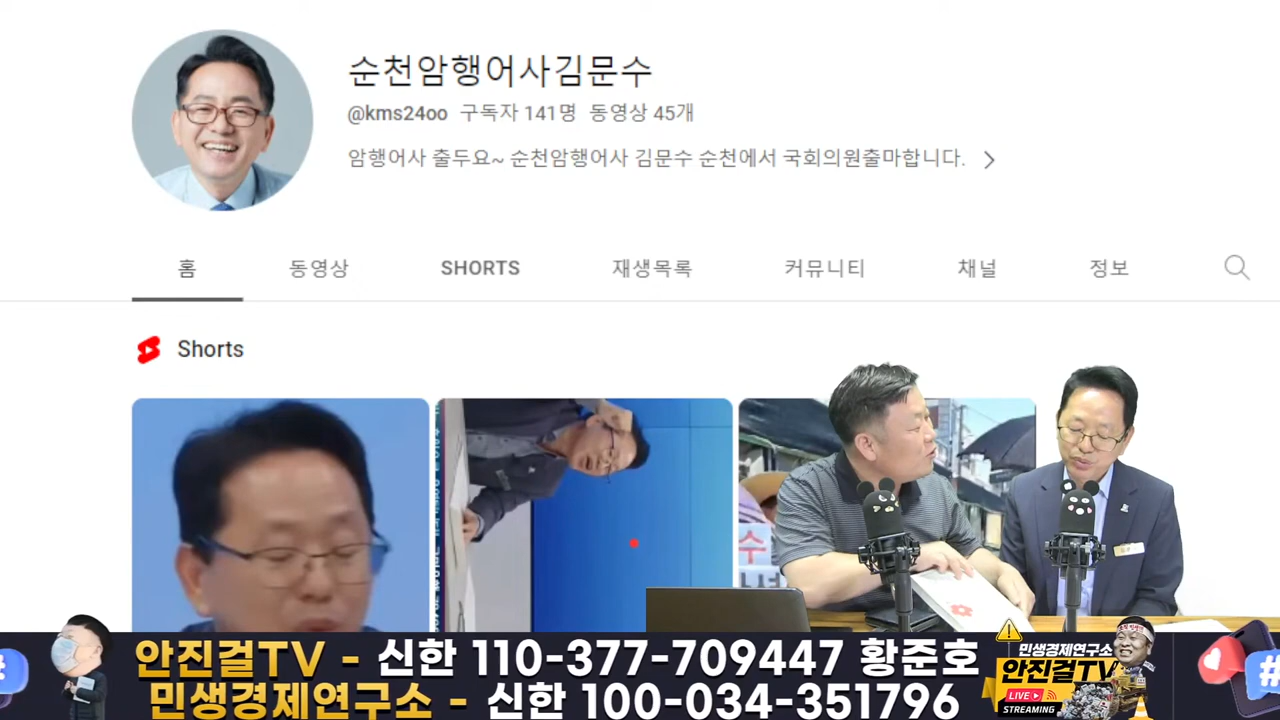 순천암행어사김문수
@kms24oo 구독자 141명 동영상 45개
암행어사 출두요~ 순천암행어사 김문수 순천에서 국회의원출마합니다.
홈 동영상 SHORTS 재생목록 커뮤니티 채널 정보
Shorts
수
안진걸TV - 신한 110-377-709447 황준호
민생경제연구소 - 신한 100-034-351796
민생경제연구소
안진걸TV
LIVE
STREAMING
#
#